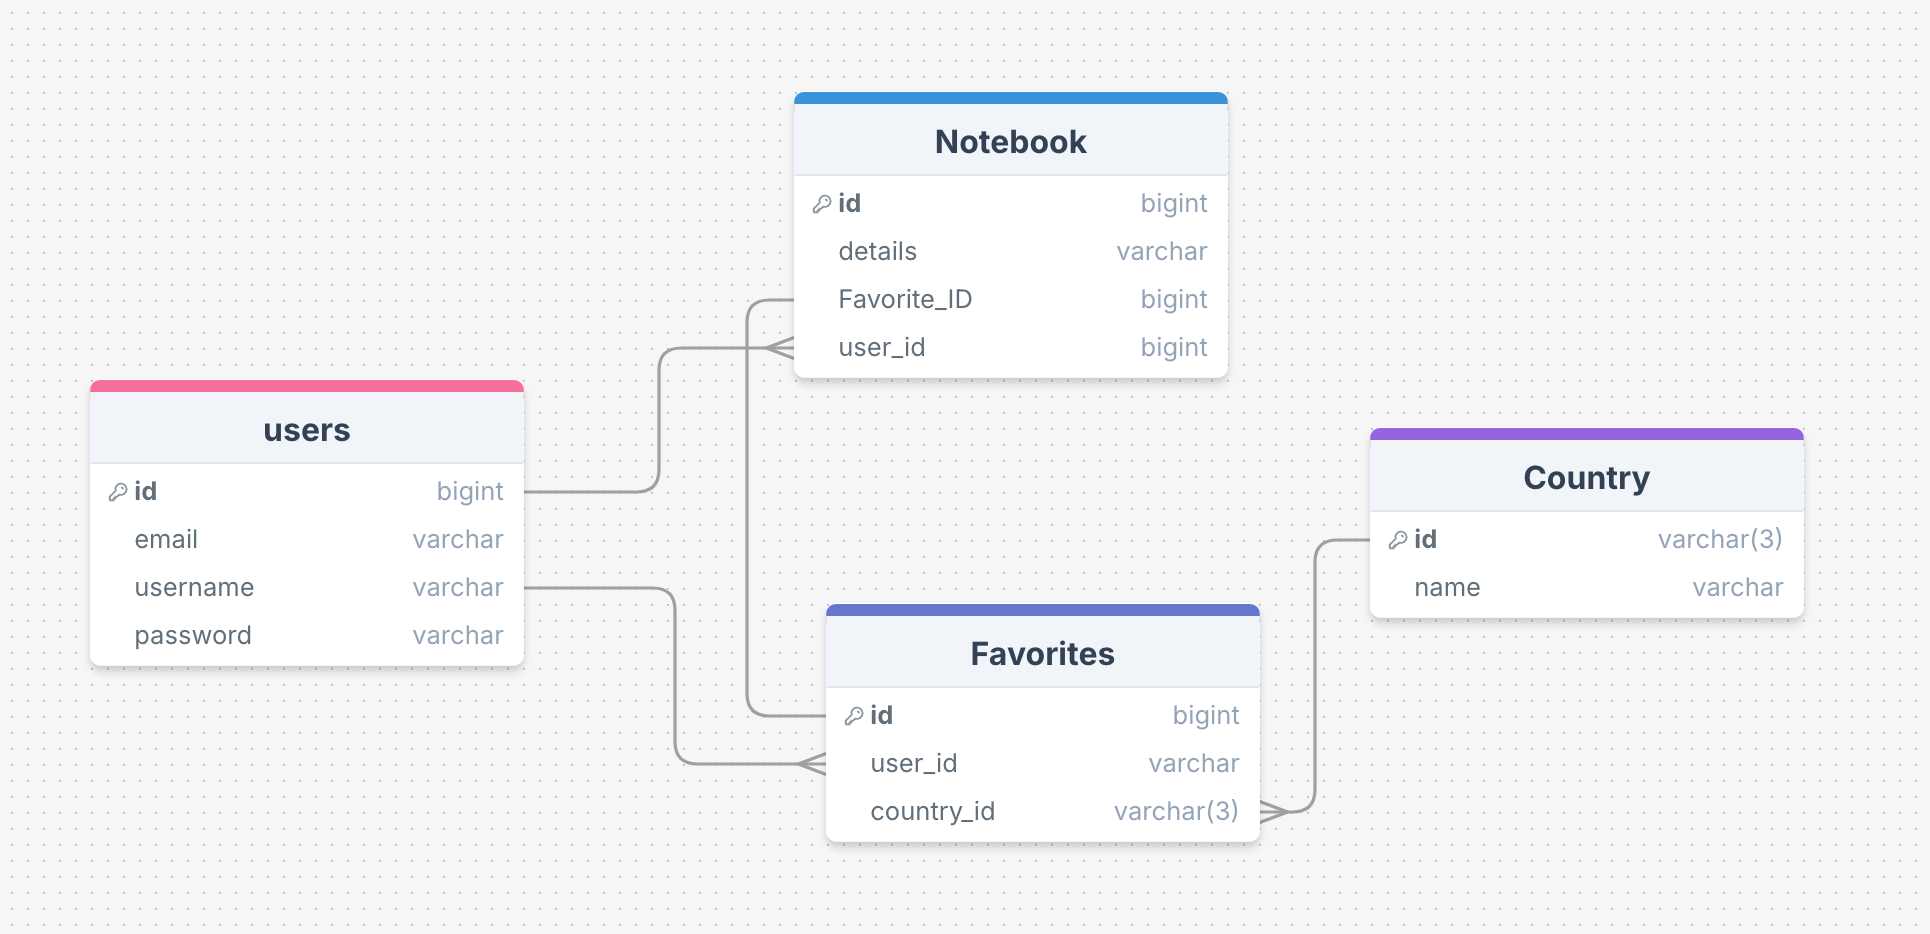 Notebook
id bigint
details varchar
Favorite_ID bigint
user_id bigint
users
id bigint
email varchar
username varchar
password varchar
Country
id varchar(3)
name varchar
Favorites
id bigint
user_id varchar
country_id varchar(3)